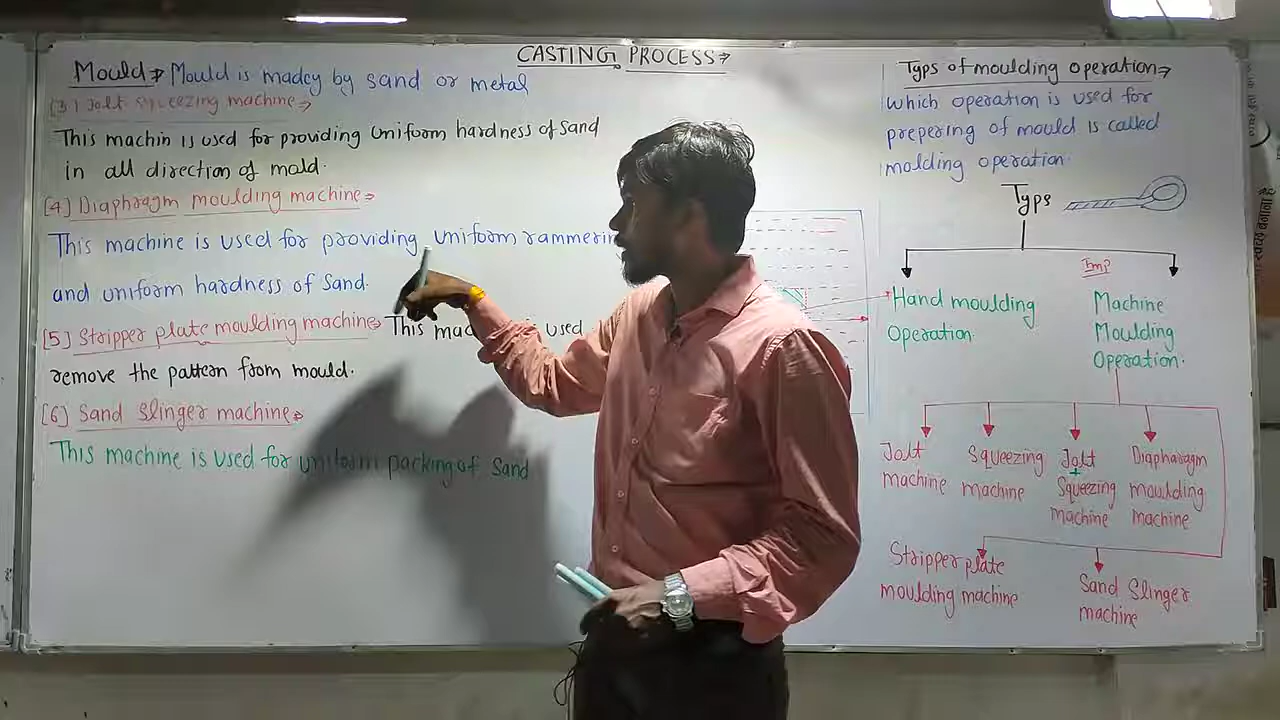 CASTING PROCESS
Mould Mould is madey by sand or metal
[3] Jolt squeezing machine
This machin is used for providing Uniform hardness of Sand
in all direction of mold.
[4] Diaphragm moulding machine
This machine is used for providing uniform
and uniform hardness of Sand.
[5] Stripper plate moulding machine This is used
remove the pattern from mould.
[6] Sand Slinger machine
This machine is used for uniform packing of Sand
Typs of moulding operation
which operation is used for
prepering of mould is called
molding operation.
Typs
Imp
Hand moulding
Operation.
Machine
Moulding
Operation.
Jolt
machine
Squeezing
machine
Jolt
+
Squeezing
machine
Diapharagm
moulding
machine
Stripper plate
moulding machine
Sand Slinger
machine